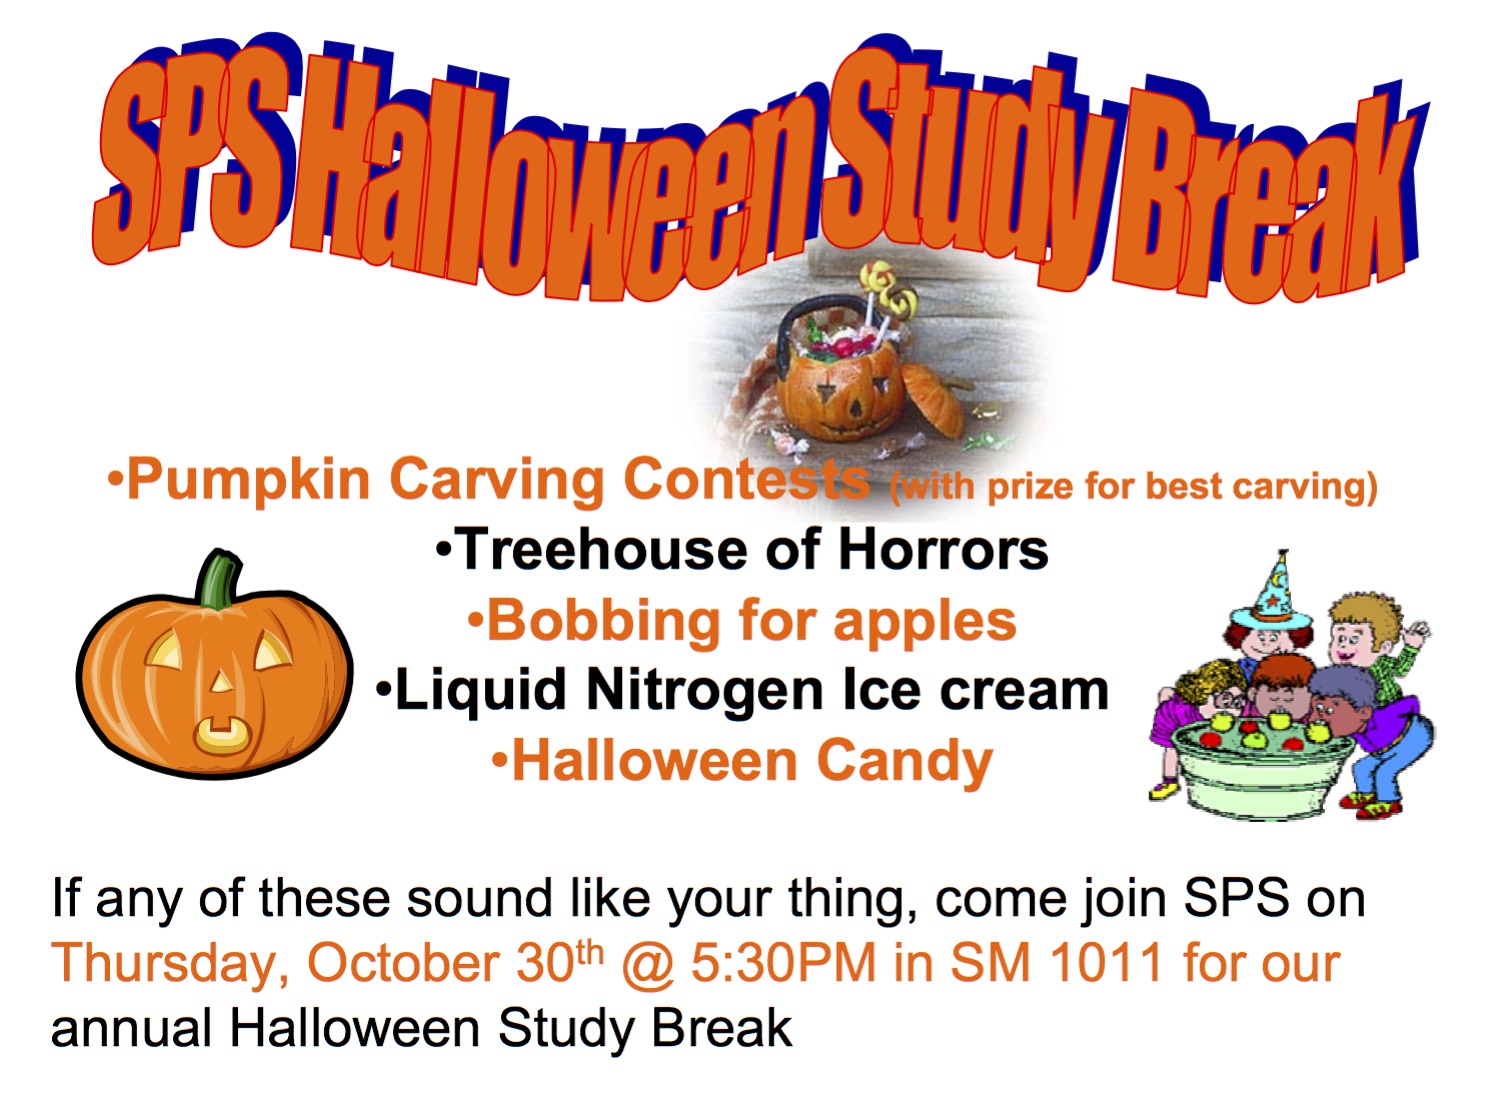 SPS Halloween Study Break
•Pumpkin Carving Contests (with prize for best carving)
•Treehouse of Horrors
•Bobbing for apples
•Liquid Nitrogen Ice cream
•Halloween Candy
If any of these sound like your thing, come join SPS on
Thursday, October 30th @ 5:30PM in SM 1011 for our
annual Halloween Study Break